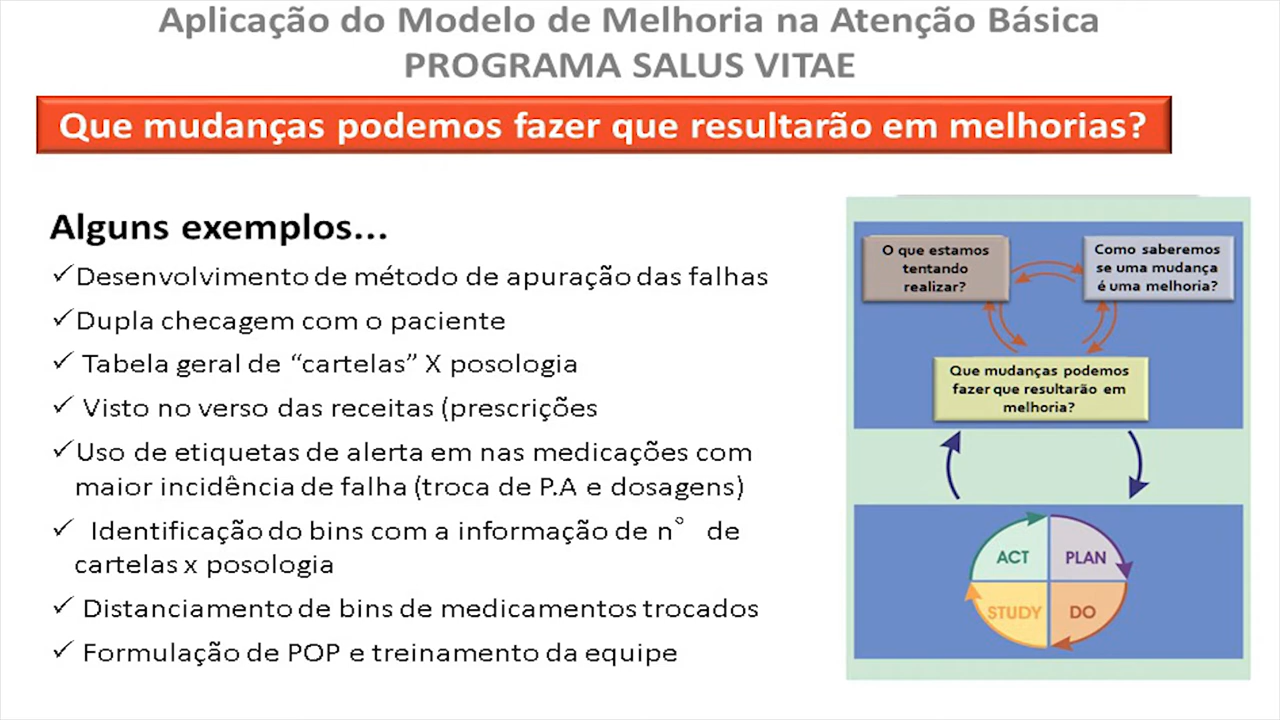 Aplicação do Modelo de Melhoria na Atenção Básica
PROGRAMA SALUS VITAE
Que mudanças podemos fazer que resultarão em melhorias?
Alguns exemplos...
✓Desenvolvimento de método de apuração das falhas
✓Dupla checagem com o paciente
✓ Tabela geral de “cartelas” X posologia
✓ Visto no verso das receitas (prescrições
✓Uso de etiquetas de alerta em nas medicações com
maior incidência de falha (troca de P.A e dosagens)
✓ Identificação do bins com a informação de n° de
cartelas x posologia
✓ Distanciamento de bins de medicamentos trocados
✓ Formulação de POP e treinamento da equipe
O que estamos
tentando
realizar?
Como saberemos
se uma mudança
é uma melhoria?
Que mudanças podemos
fazer que resultarão em
melhoria?
ACT
PLAN
STUDY
DO